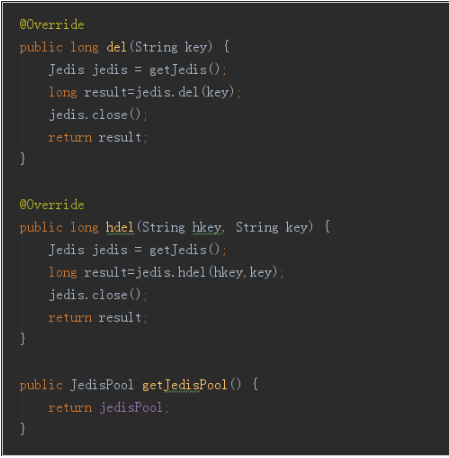 @Override
public long del(String key) {
    Jedis jedis = getJedis();
    long result=jedis.del(key);
    jedis.close();
    return result;
}
@Override
public long hdel(String hkey, String key) {
    Jedis jedis = getJedis();
    long result=jedis.hdel(hkey,key);
    jedis.close();
    return result;
}
public JedisPool getJedisPool() {
    return jedisPool;
}